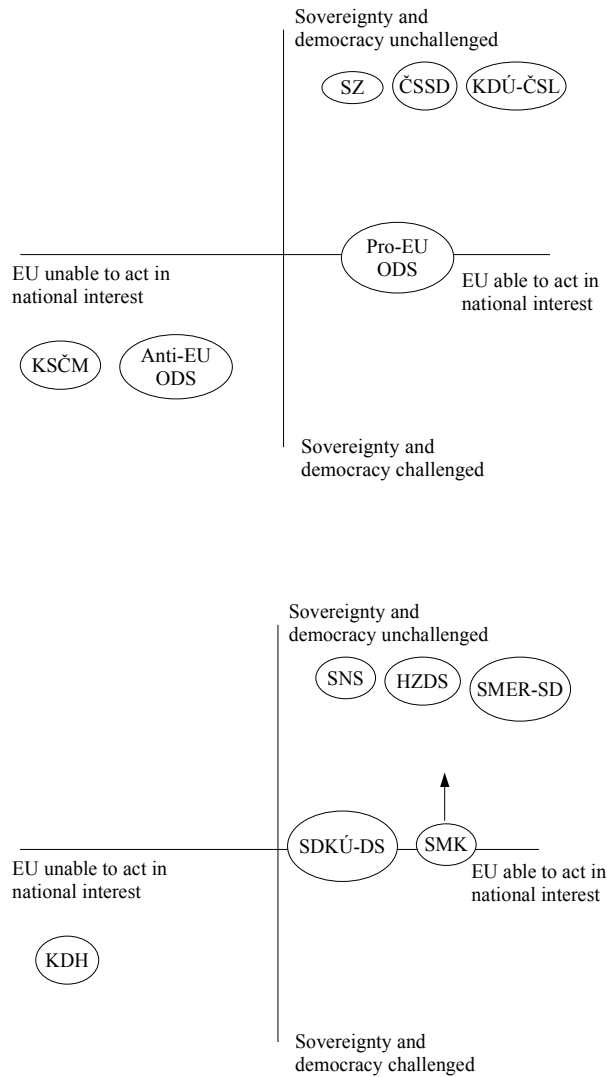 Sovereignty and
democracy unchallenged
SZ
ČSSD
KDÚ-ČSL
Pro-EU
ODS
EU unable to act in
national interest
EU able to act in
national interest
KSČM
Anti-EU
ODS
Sovereignty and
democracy challenged
Sovereignty and
democracy unchallenged
SNS
HZDS
SMER-SD
SDKÚ-DS
SMK
EU unable to act in
national interest
EU able to act in
national interest
KDH
Sovereignty and
democracy challenged